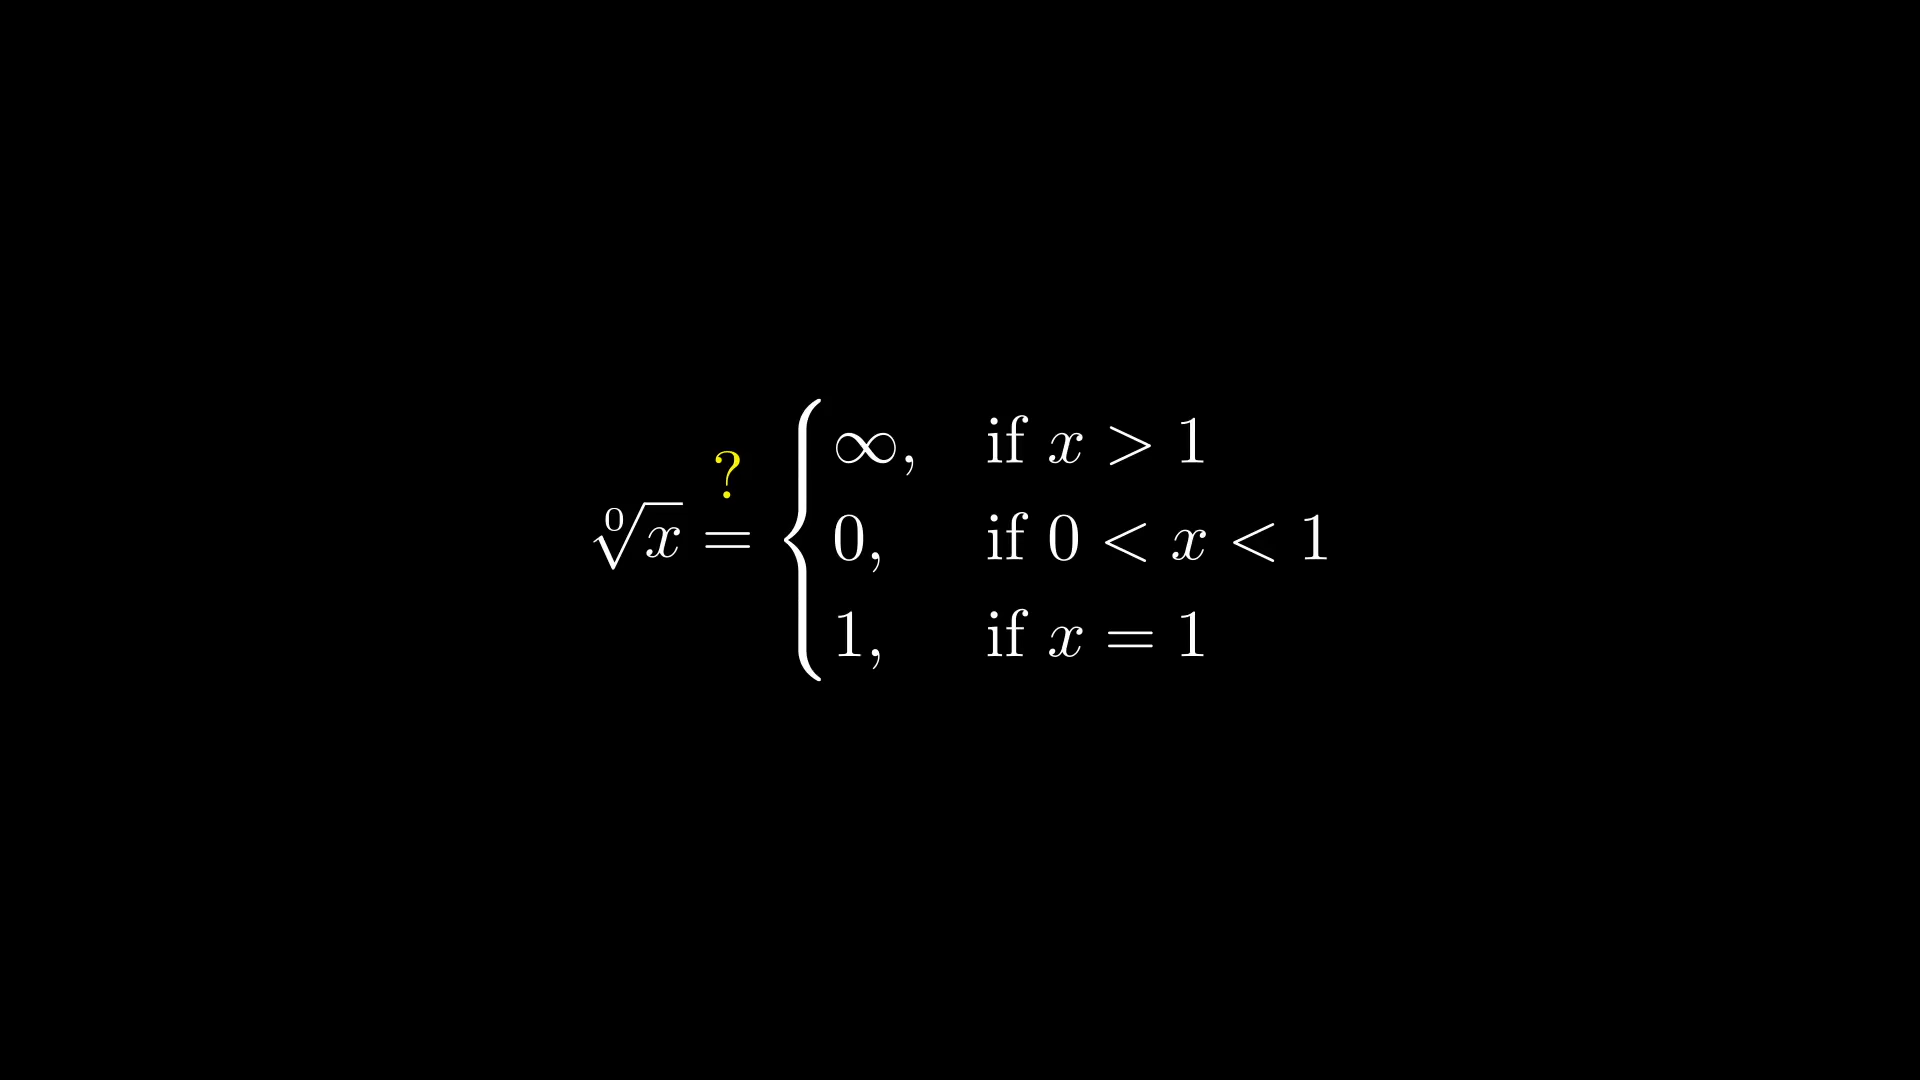 ∞, if x > 1
?
⁰√x = { 0, if 0 < x < 1
1, if x = 1